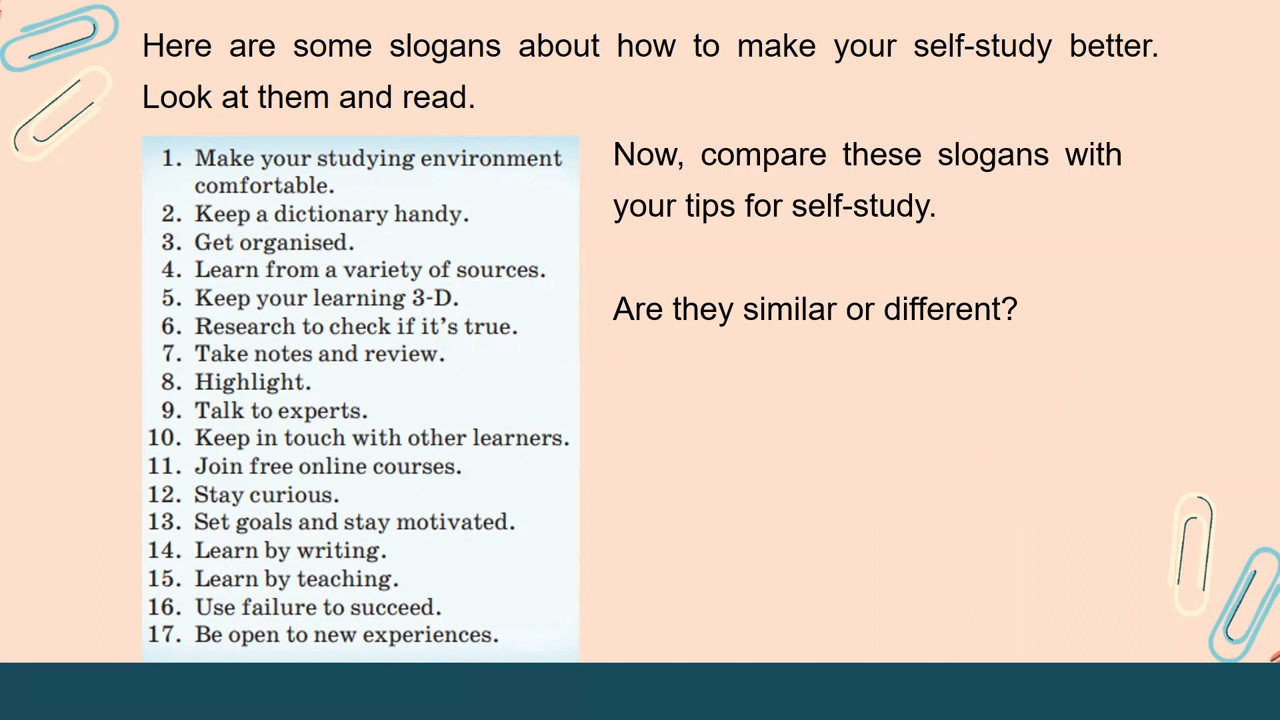 Here are some slogans about how to make your self-study better.
Look at them and read.
1. Make your studying environment
comfortable.
2. Keep a dictionary handy.
3. Get organised.
4. Learn from a variety of sources.
5. Keep your learning 3-D.
6. Research to check if it's true.
7. Take notes and review.
8. Highlight.
9. Talk to experts.
10. Keep in touch with other learners.
11. Join free online courses.
12. Stay curious.
13. Set goals and stay motivated.
14. Learn by writing.
15. Learn by teaching.
16. Use failure to succeed.
17. Be open to new experiences.
Now, compare these slogans with
your tips for self-study.
Are they similar or different?